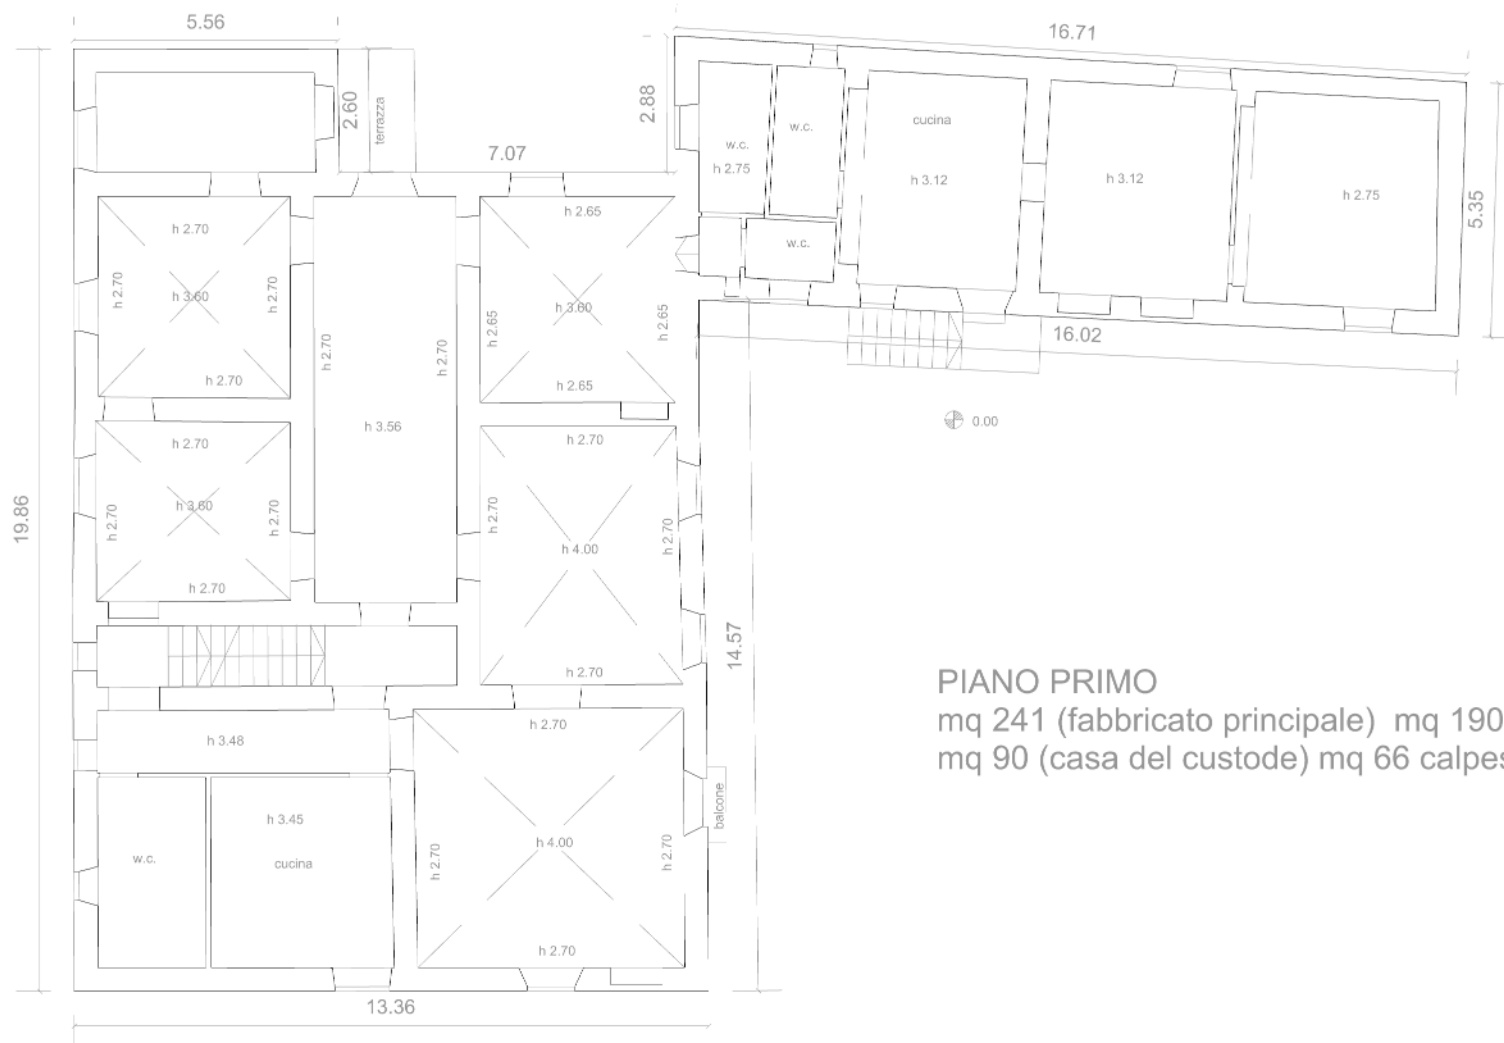 5.56
16.71
2.60
terrazza
2.88
7.07
w.c.
h 2.75
w.c.
cucina
h 3.12
h 3.12
h 2.75
5.35
w.c.
h 2.70
h 2.70
h 3.60
h 2.70
h 2.70
h 2.65
h 3.60
h 2.65
h 2.65
h 2.65
h 2.70
h 2.70
h 3.56
16.02
0.00
h 2.70
h 2.70
h 3.60
h 2.70
h 2.70
h 2.70
h 2.70
h 4.00
h 2.70
h 2.70
19.86
14.57
h 3.48
h 2.70
h 3.45
w.c.
cucina
h 4.00
h 2.70
h 2.70
h 2.70
balcone
13.36
PIANO PRIMO
mq 241 (fabbricato principale) mq 190
mq 90 (casa del custode) mq 66 calpes